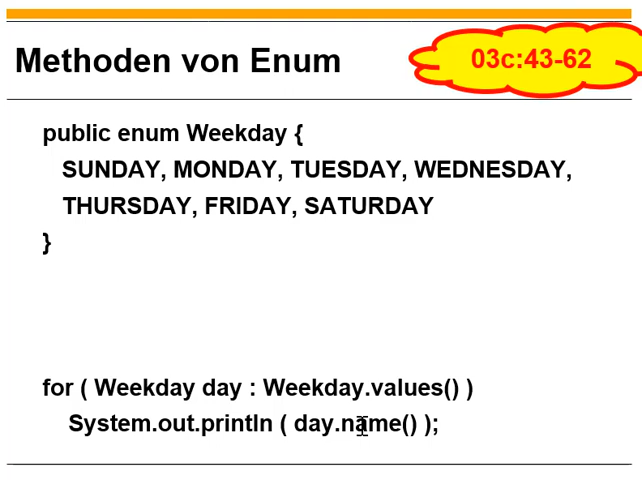 Methoden von Enum
03c:43-62
public enum Weekday {
SUNDAY, MONDAY, TUESDAY, WEDNESDAY,
THURSDAY, FRIDAY, SATURDAY
}
for ( Weekday day : Weekday.values() )
System.out.println ( day.name() );